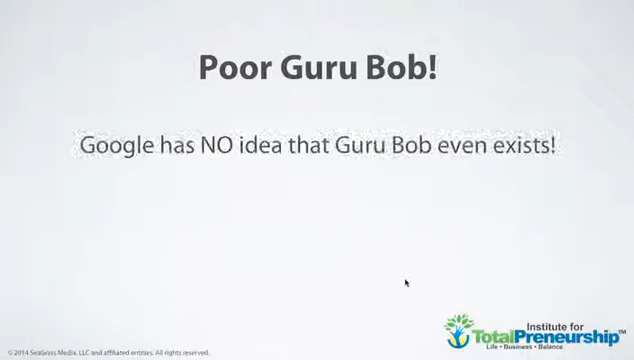 Poor Guru Bob!
Google has NO idea that Guru Bob even exists!
Institute for
TotalPreneurship™
Life • Business • Balance
© 2014 SeaGrass Media, LLC and affiliated entities. All rights reserved.